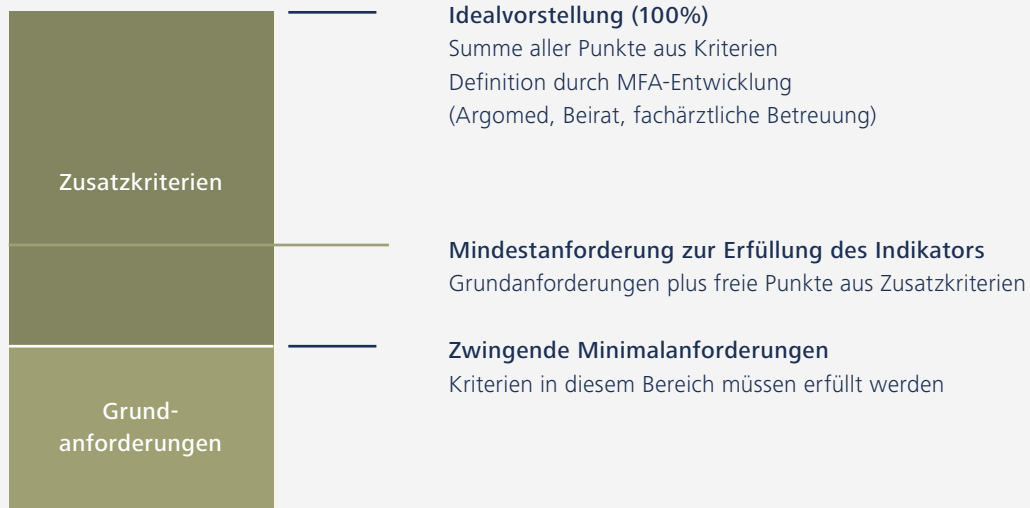 Idealvorstellung (100%)
Summe aller Punkte aus Kriterien
Definition durch MFA-Entwicklung
(Argomed, Beirat, fachärztliche Betreuung)
Zusatzkriterien
Mindestanforderung zur Erfüllung des Indikators
Grundanforderungen plus freie Punkte aus Zusatzkriterien
Zwingende Minimalanforderungen
Kriterien in diesem Bereich müssen erfüllt werden
Grund-
anforderungen